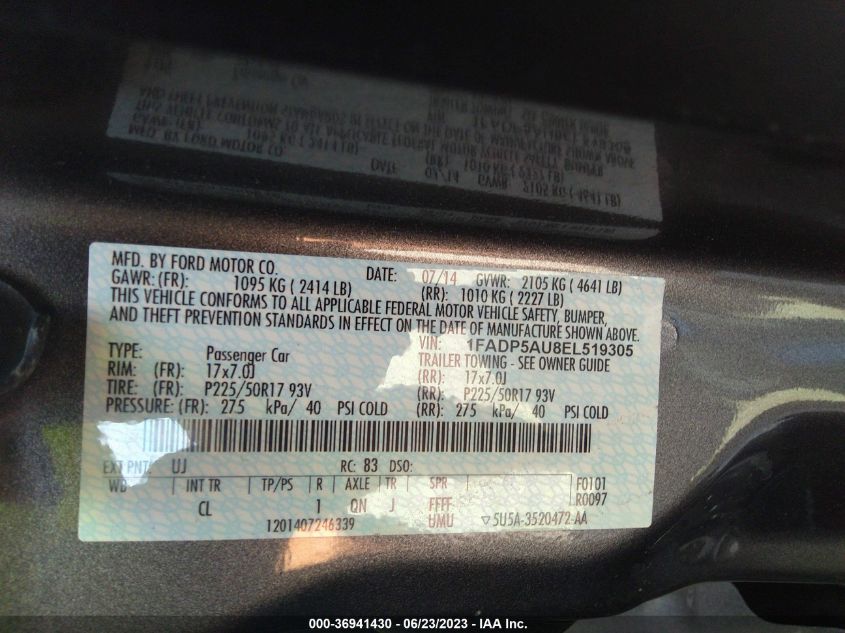 MFD. BY FORD MOTOR CO. DATE: 07/14 GVWR: 2105 KG ( 4641 LB)
GAWR: (FR): 1095 KG ( 2414 LB) (RR): 1010 KG ( 2227 LB)
THIS VEHICLE CONFORMS TO ALL APPLICABLE FEDERAL MOTOR VEHICLE SAFETY, BUMPER,
AND THEFT PREVENTION STANDARDS IN EFFECT ON THE DATE OF MANUFACTURE SHOWN ABOVE.
VIN: 1FADP5AU8EL519305
TYPE: Passenger Car TRAILER TOWING - SEE OWNER GUIDE
RIM: (FR): 17x7.0J (RR): 17x7.0J
TIRE: (FR): P225/50R17 93V (RR): P225/50R17 93V
PRESSURE: (FR): 275 kPa/ 40 PSI COLD (RR): 275 kPa/ 40 PSI COLD
EXT PNT: UJ RC: 83 DSO:
WB INT TR TP/PS R AXLE TR SPR F0101
CL 1 QN J FFFF R0097
1201407246339 UMU ▽5U5A-3520472-AA
000-36941430 - 06/23/2023 - IAA Inc.